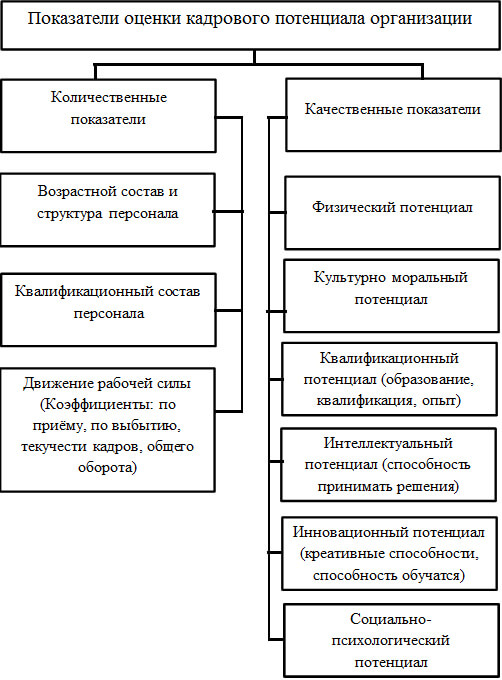 Показатели оценки кадрового потенциала организации
Количественные
показатели
Возрастной состав и
структура персонала
Квалификационный состав
персонала
Движение рабочей силы
(Коэффициенты: по
приёму, по выбытию,
текучести кадров, общего
оборота)
Качественные показатели
Физический потенциал
Культурно моральный
потенциал
Квалификационный
потенциал (образование,
квалификация, опыт)
Интеллектуальный
потенциал (способность
принимать решения)
Инновационный потенциал
(креативные способности,
способность обучатся)
Социально-
психологический
потенциал